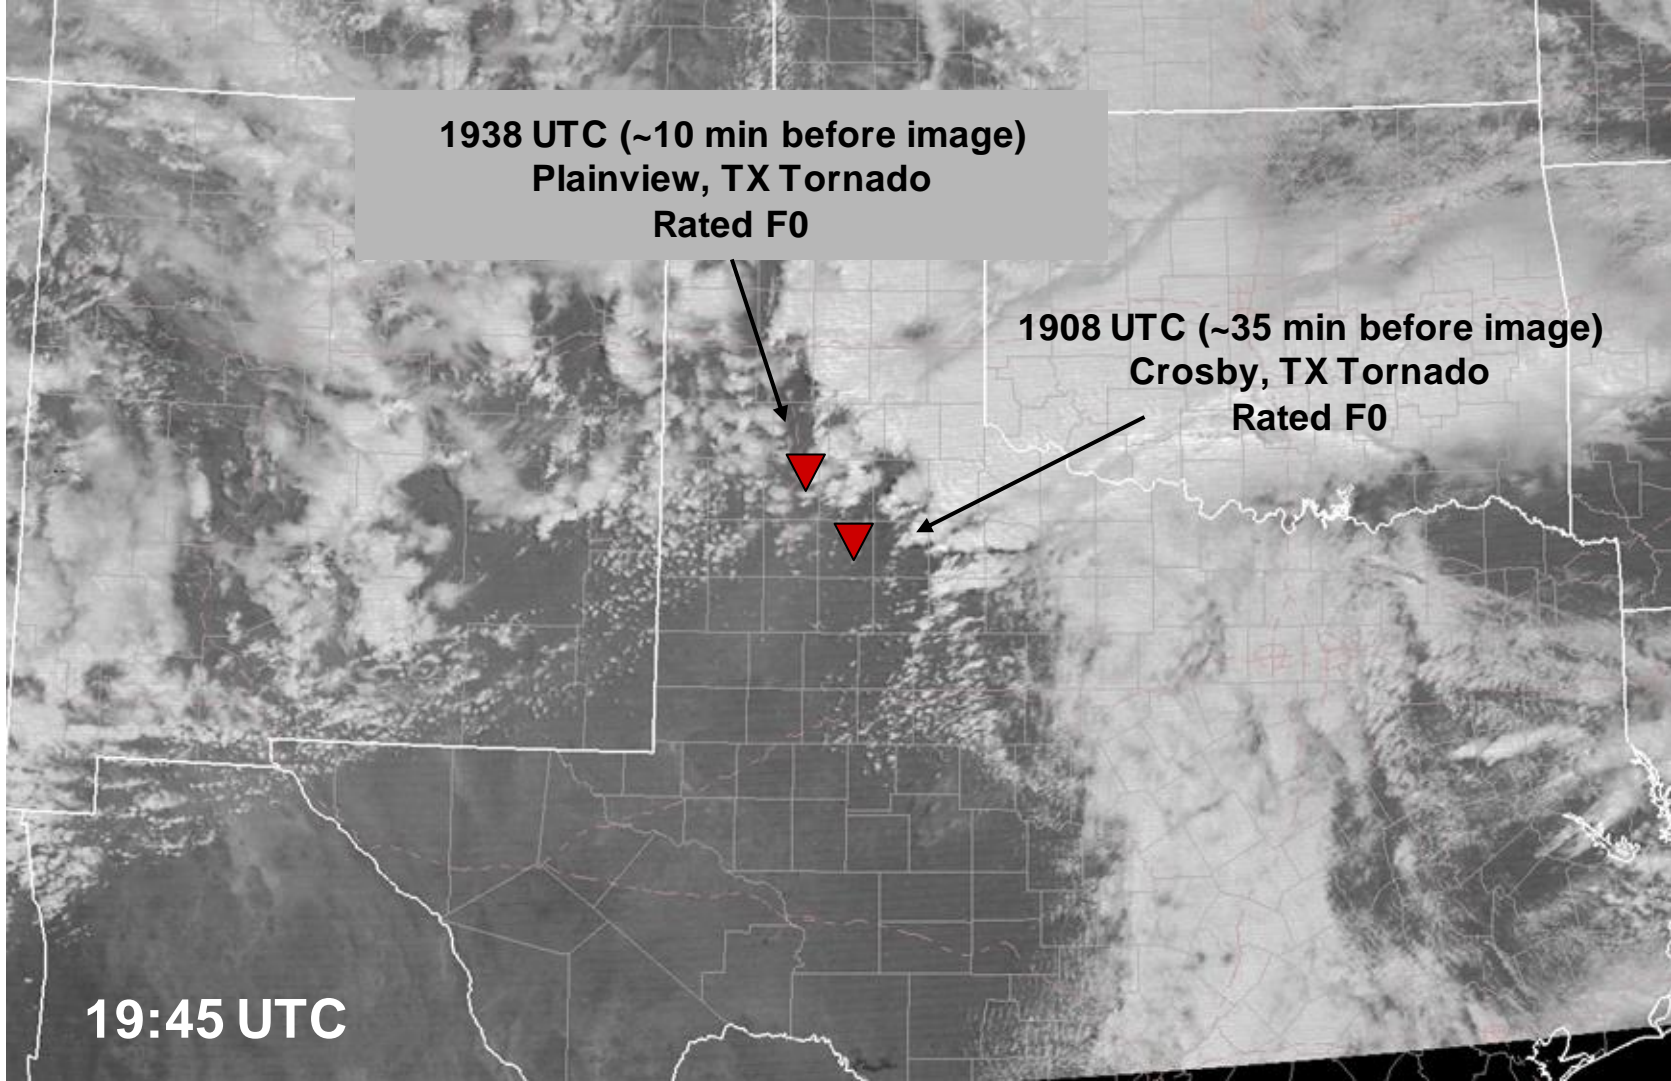 1938 UTC (~10 min before image)
Plainview, TX Tornado
Rated F0
1908 UTC (~35 min before image)
Crosby, TX Tornado
Rated F0
19:45 UTC